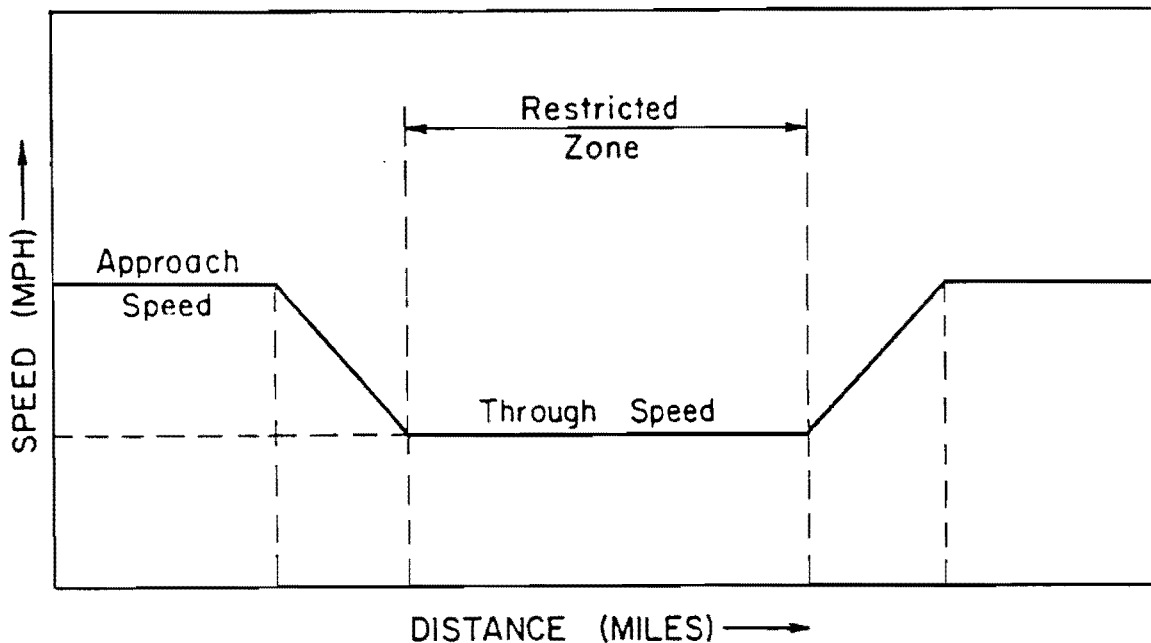 Restricted
Zone
Approach
Speed
Through Speed
SPEED (MPH)
DISTANCE (MILES)